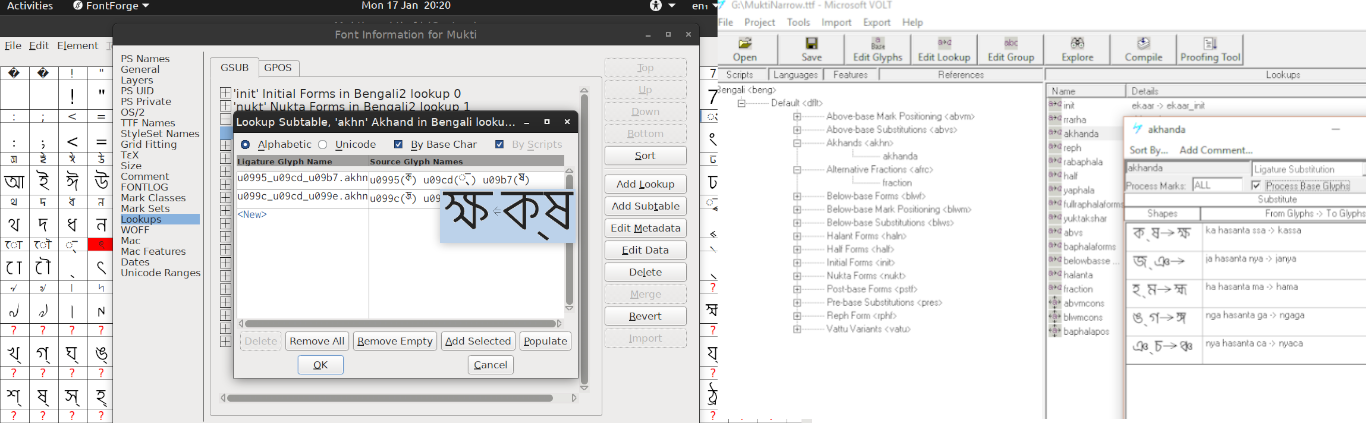 Activities FontForge Mon 17 Jan 20:20 en₁
Font Information for Mukti
File Edit Element
PS Names
General
Layers
PS UID
PS Private
OS/2
TTF Names
StyleSet Names
Grid Fitting
TεX
Size
Comment
FONTLOG
Mark Classes
Mark Sets
Lookups
WOFF
Mac
Mac Features
Dates
Unicode Ranges
GSUB GPOS
'init' Initial Forms in Bengali2 lookup 0
'nukt' Nukta Forms in Bengali2 lookup 1
Lookup Subtable, 'akhn' Akhand in Bengali looku...
Alphabetic Unicode By Base Char By Scripts
Ligature Glyph Name Source Glyph Names
u0995_u09cd_u09b7.akhn u0995(ক) u09cd(্) u09b7(ষ)
u099c_u09cd_u099e.akhn u099c(জ) u09
<New>
ক্ষ ← ক্ষ
Delete Remove All Remove Empty Add Selected Populate
OK Cancel
Top
Up
Down
Bottom
Sort
Add Lookup
Add Subtable
Edit Metadata
Edit Data
Delete
Merge
Revert
Import
! "
: ; < =
অ ই ঈ ঊ
আ ই ঈ উ
থ দ ধ ন
খ্ গ্ ঘ্ ঙ্
শ্ ষ্ স্ হ্
G:\MuktiNarrow.ttf - Microsoft VOLT
File Project Tools Import Export Help
Open Save Edit Glyphs Edit Lookup Edit Group Explore Compile Proofing Tool
Scripts Languages Features References Lookups
Bengali <beng>
Default <dflt>
Above-base Mark Positioning <abvm>
Above-base Substitutions <abvs>
Akhands <akhn>
akhanda
Alternative Fractions <afrc>
fraction
Below-base Forms <blwf>
Below-base Mark Positioning <blwm>
Below-base Substitutions <blws>
Halant Forms <haln>
Half Forms <half>
Initial Forms <init>
Nukta Forms <nukt>
Post-base Forms <pstf>
Pre-base Substitutions <pres>
Reph Form <rphf>
Vattu Variants <vatu>
Name Details
init ekaar -> ekaar_init
rrarha
akhanda
reph
rabaphala
half
yaphala
fullraphalaforms
yuktakshar
abvs
baphalaforms
belowbasse ...
halanta
fraction
abvmcons
blwmcons
baphalapos
akhanda
Sort By... Add Comment...
akhanda Ligature Substitution
Process Marks: ALL Process Base Glyphs
Substitute
Shapes From Glyphs -> To Glyphs
ক্ ষ → ক্ষ ka hasanta ssa -> kassa
জ্ ঞ → ja hasanta nya -> janya
হ্ ম → হ্ম ha hasanta ma -> hama
ঙ্ গ → ঙ্গ nga hasanta ga -> ngaga
ঞ্ চ → ঞ্চ nya hasanta ca -> nyaca